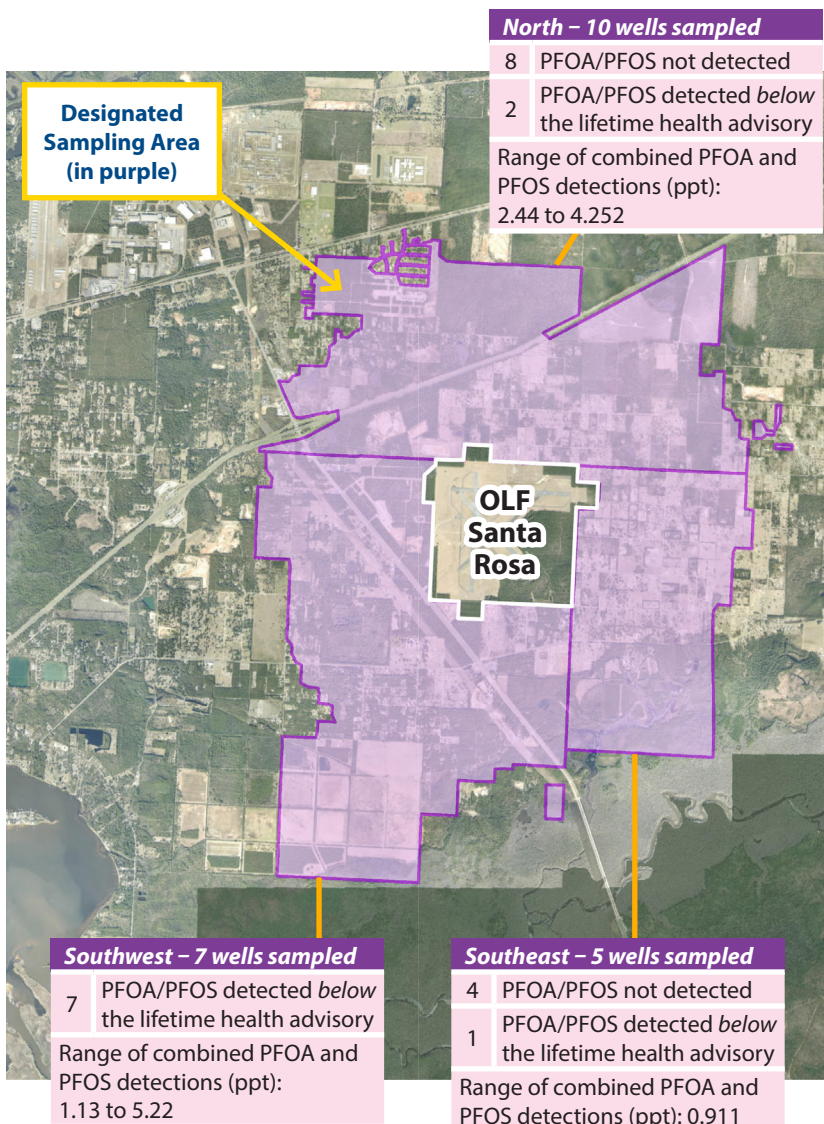 North – 10 wells sampled
8 PFOA/PFOS not detected
2 PFOA/PFOS detected below
the lifetime health advisory
Range of combined PFOA and
PFOS detections (ppt):
2.44 to 4.252
Designated
Sampling Area
(in purple)
OLF
Santa
Rosa
Southwest – 7 wells sampled
7 PFOA/PFOS detected below
the lifetime health advisory
Range of combined PFOA and
PFOS detections (ppt):
1.13 to 5.22
Southeast – 5 wells sampled
4 PFOA/PFOS not detected
1 PFOA/PFOS detected below
the lifetime health advisory
Range of combined PFOA and
PFOS detections (ppt): 0.911